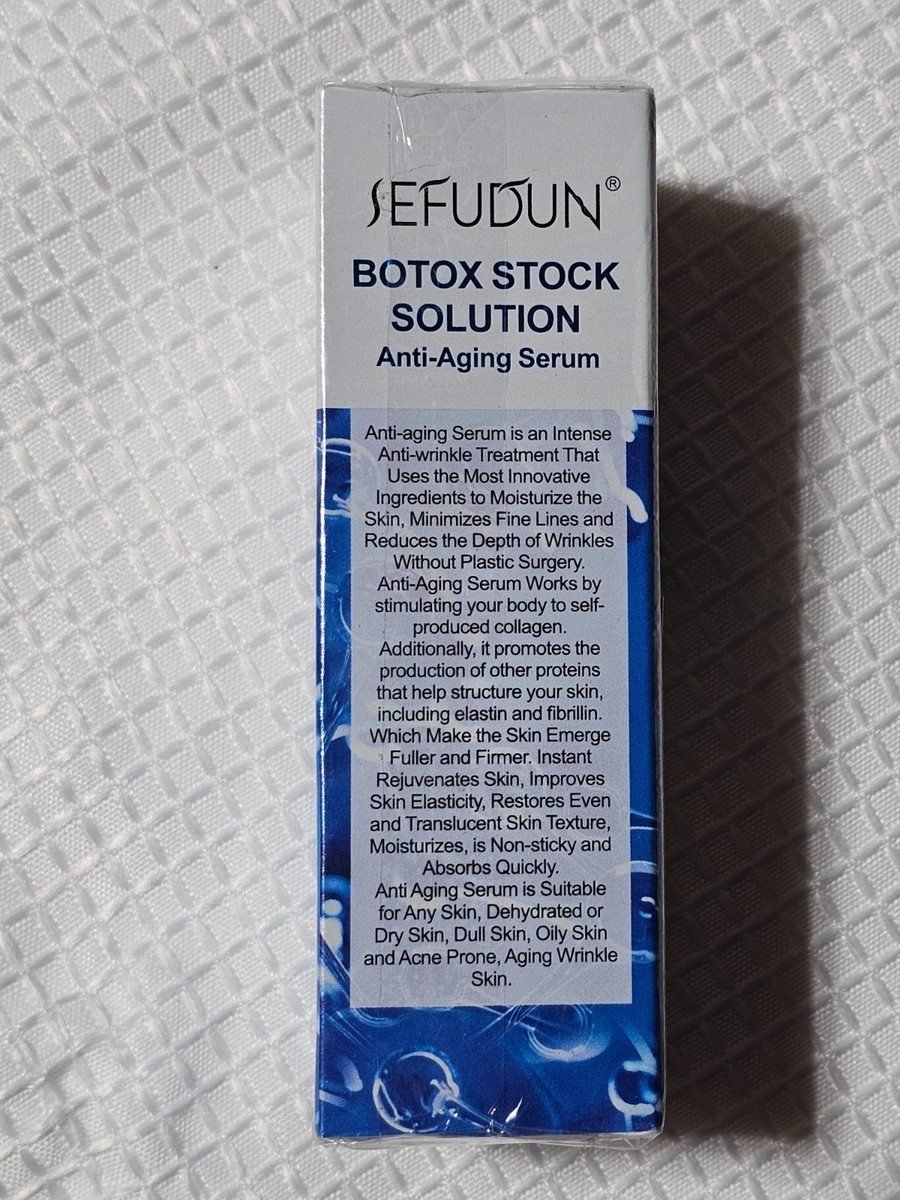 SEFUDUN®
BOTOX STOCK
SOLUTION
Anti-Aging Serum
Anti-aging Serum is an Intense
Anti-wrinkle Treatment That
Uses the Most Innovative
Ingredients to Moisturize the
Skin, Minimizes Fine Lines and
Reduces the Depth of Wrinkles
Without Plastic Surgery.
Anti-Aging Serum Works by
stimulating your body to self-
produced collagen.
Additionally, it promotes the
production of other proteins
that help structure your skin,
including elastin and fibrillin.
Which Make the Skin Emerge
Fuller and Firmer. Instant
Rejuvenates Skin, Improves
Skin Elasticity, Restores Even
and Translucent Skin Texture,
Moisturizes, is Non-sticky and
Absorbs Quickly.
Anti Aging Serum is Suitable
for Any Skin, Dehydrated or
Dry Skin, Dull Skin, Oily Skin
and Acne Prone, Aging Wrinkle
Skin.